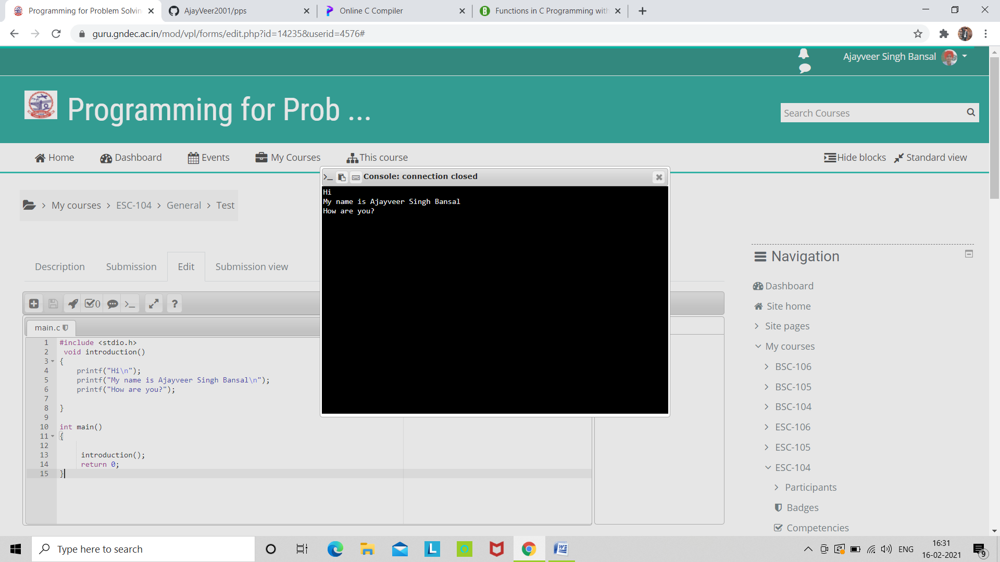 Programming for Problem Solvin
AjayVeer2001/pps
Online C Compiler
Functions in C Programming with
guru.gndec.ac.in/mod/vpl/forms/edit.php?id=14235&userid=4576#
Ajayveer Singh Bansal
Programming for Prob ...
Search Courses
Home
Dashboard
Events
My Courses
This course
Hide blocks
Standard view
Console: connection closed
Hi
My name is Ajayveer Singh Bansal
How are you?
> My courses > ESC-104 > General > Test
Description
Submission
Edit
Submission view
0
?
main.c
1 #include <stdio.h>
2 void introduction()
3 {
4 printf("Hi\n");
5 printf("My name is Ajayveer Singh Bansal\n");
6 printf("How are you?");
7
8 }
9
10 int main()
11 {
12
13 introduction();
14 return 0;
15 }
Navigation
Dashboard
Site home
Site pages
My courses
BSC-106
BSC-105
BSC-104
ESC-106
ESC-105
ESC-104
Participants
Badges
Competencies
Type here to search
L
W
ENG
16:31
16-02-2021
9